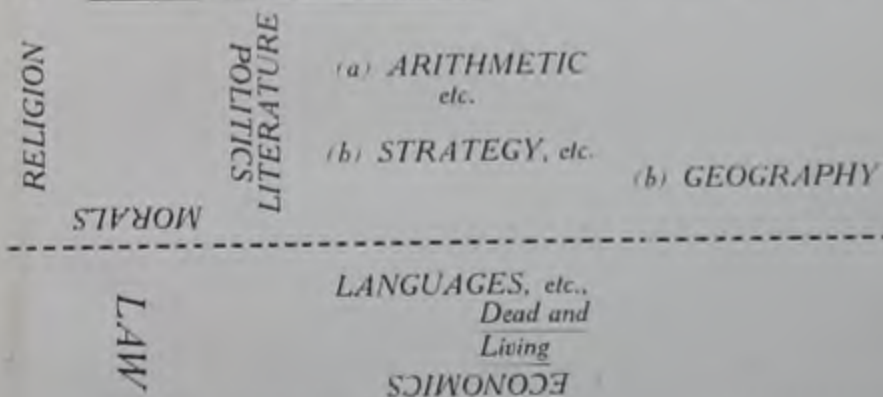 RELIGION
MORALS
POLITICS
LITERATURE
(a) ARITHMETIC
etc.
(b) STRATEGY, etc.
(b) GEOGRAPHY
LAW
LANGUAGES, etc.,
Dead and
Living
ECONOMICS